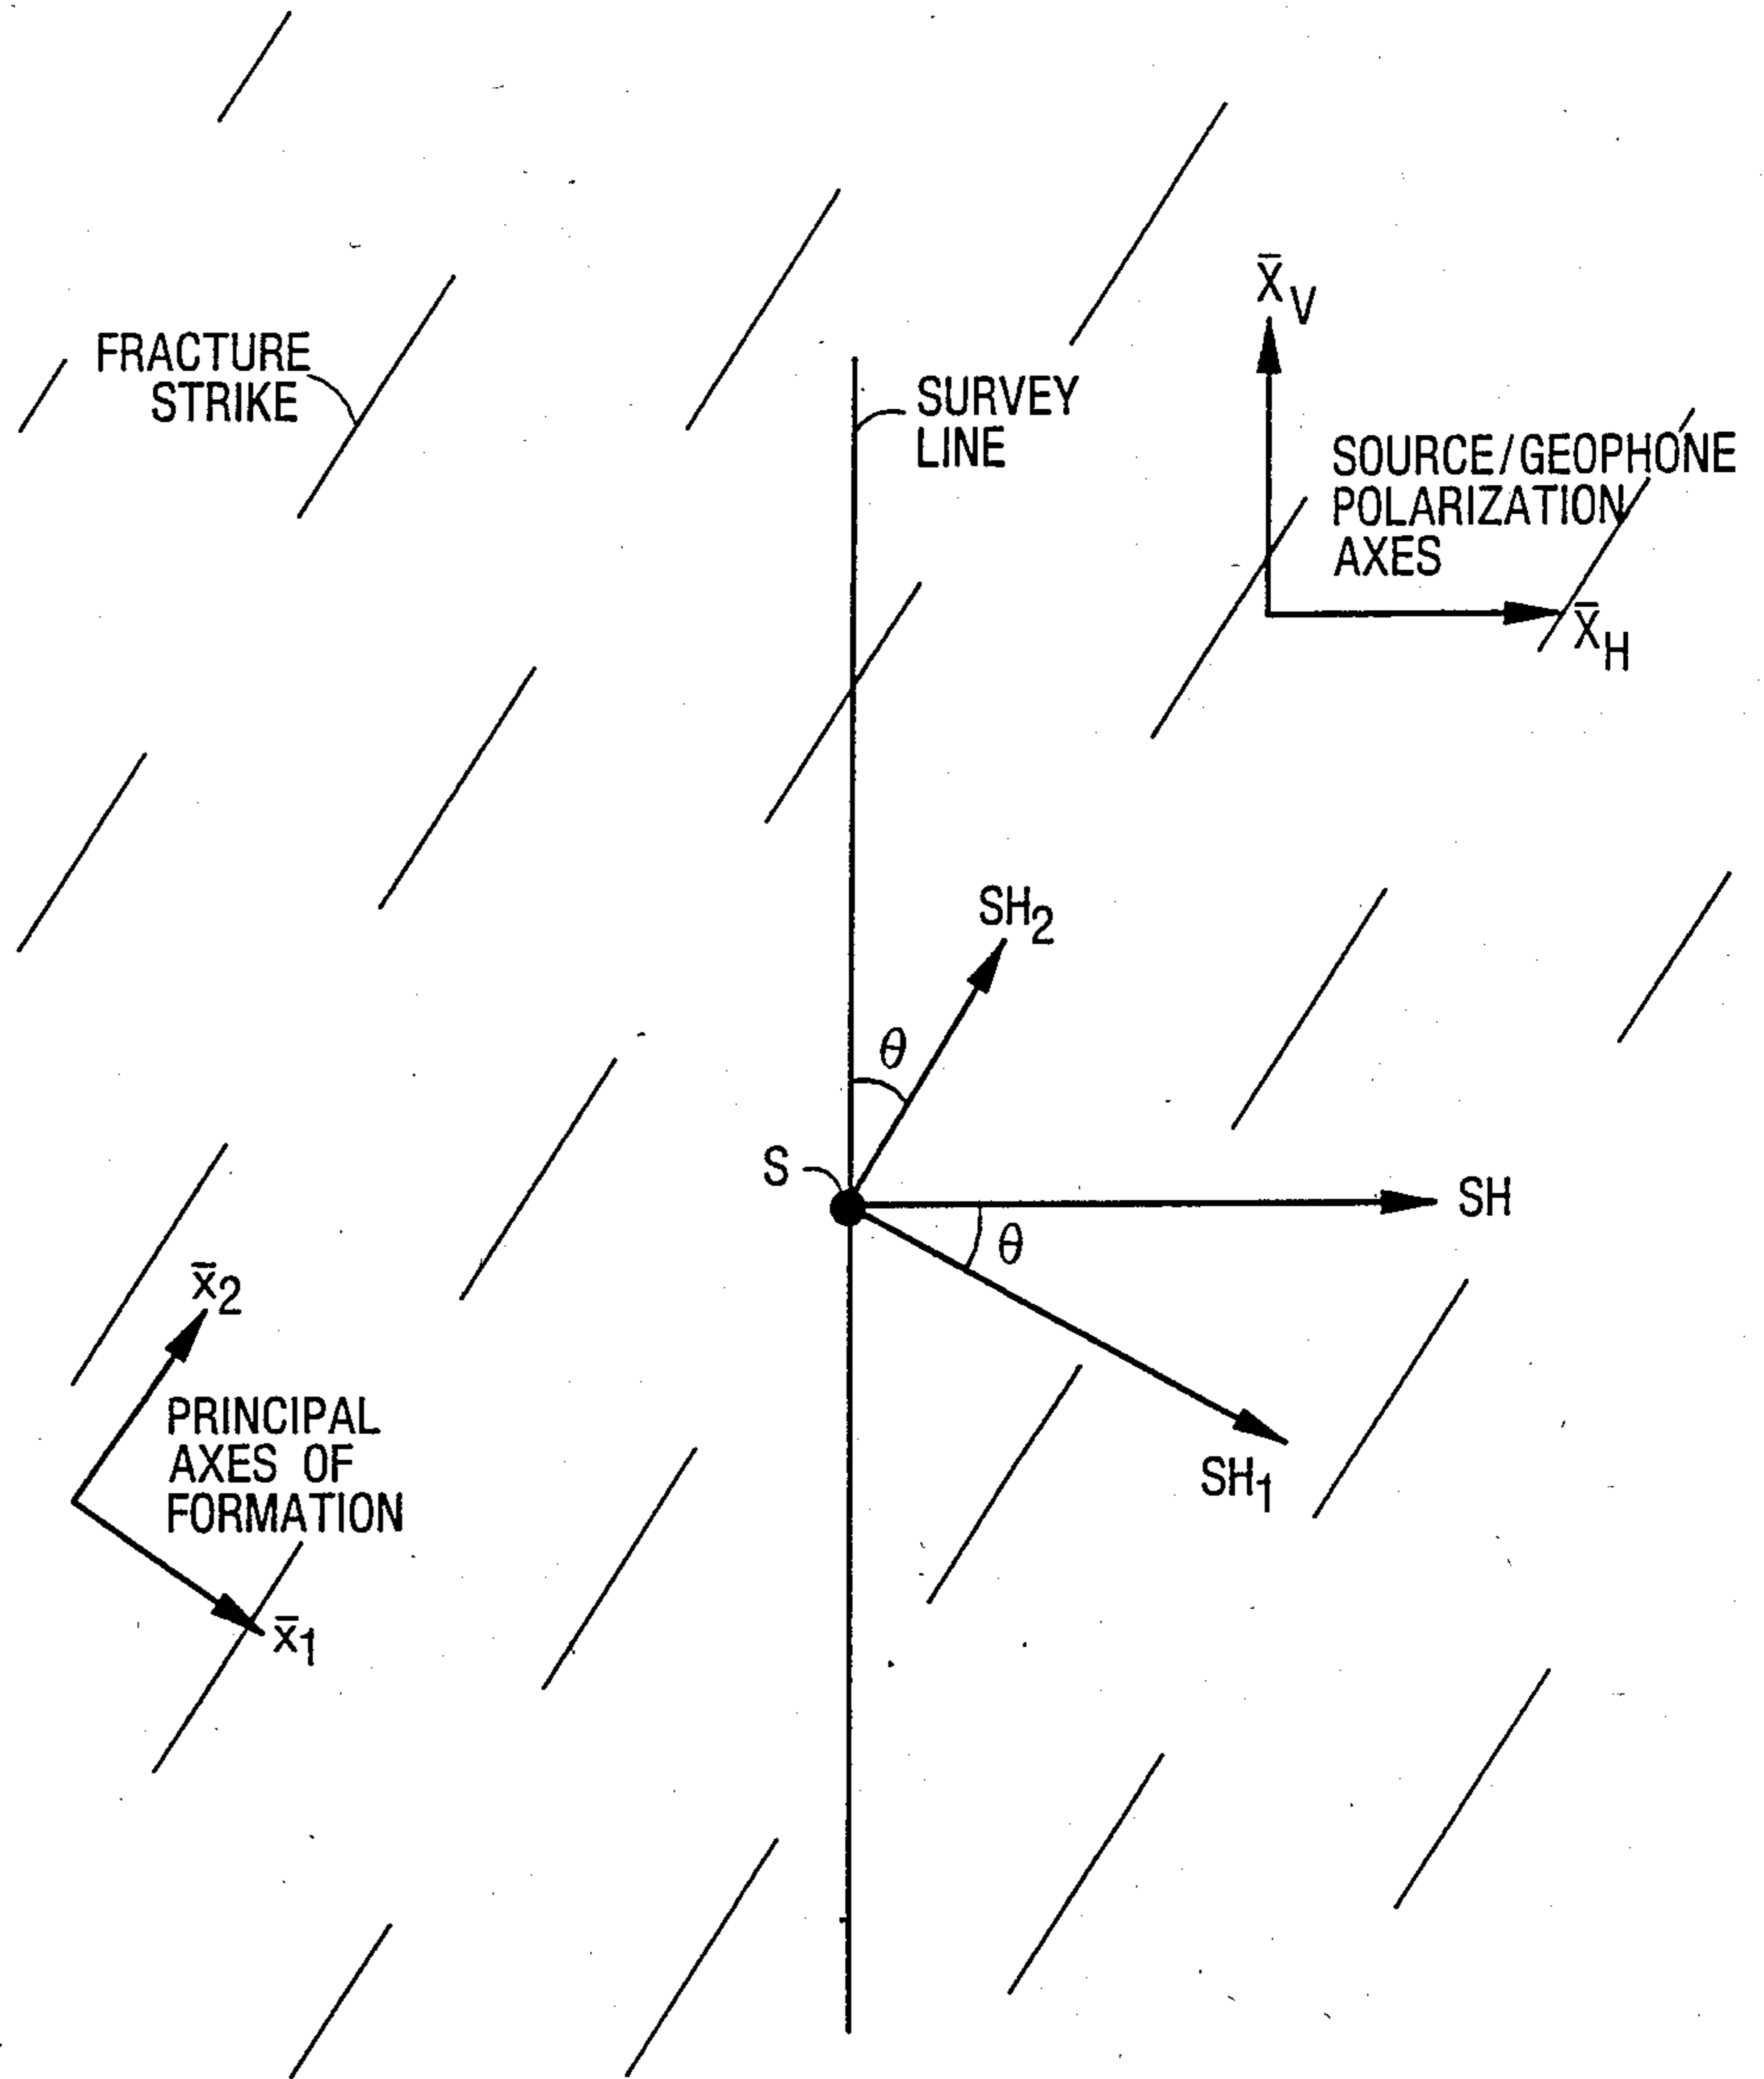 X̄V
FRACTURE
STRIKE
SURVEY
LINE
SOURCE/GEOPHONE
POLARIZATION
AXES
X̄H
SH2
θ
S
SH
θ
x̄2
PRINCIPAL
AXES OF
FORMATION
SH1
x̄1